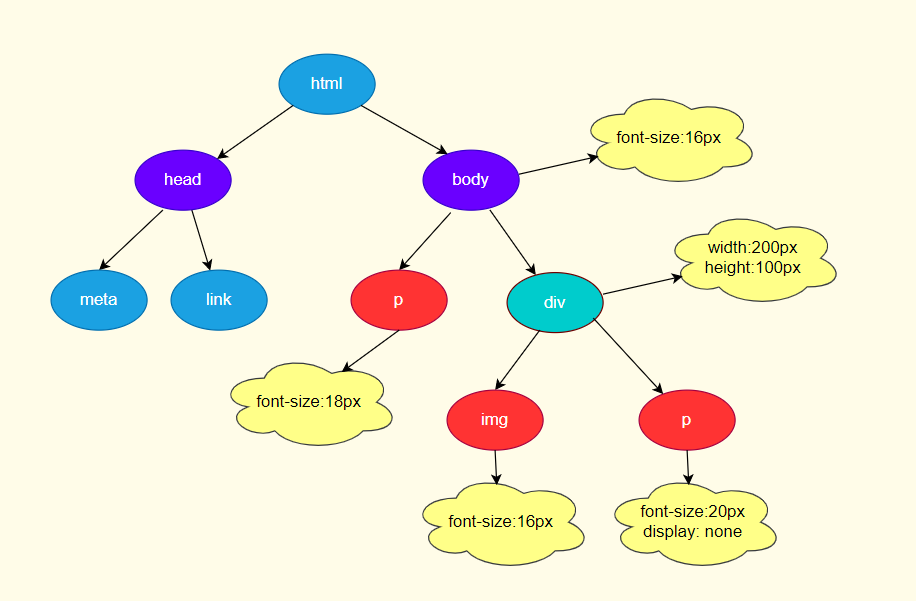 html
font-size:16px
head
body
width:200px
height:100px
meta
link
p
div
font-size:18px
img
p
font-size:16px
font-size:20px
display: none